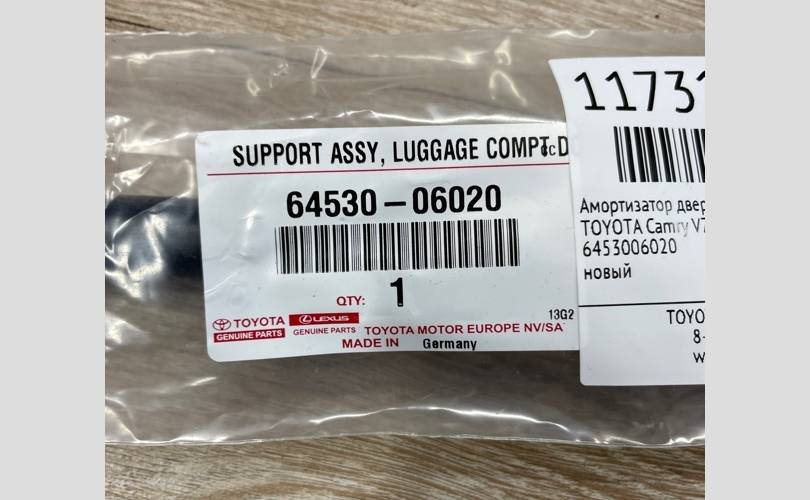 SUPPORT ASSY, LUGGAGE COMPT
64530-06020
QTY: 1
13G2
TOYOTA
GENUINE PARTS
LEXUS
GENUINE PARTS
TOYOTA MOTOR EUROPE NV/SA
MADE IN Germany
11731
Амортизатор двер
TOYOTA Camry V7
6453006020
новый
TOYO
8-
w